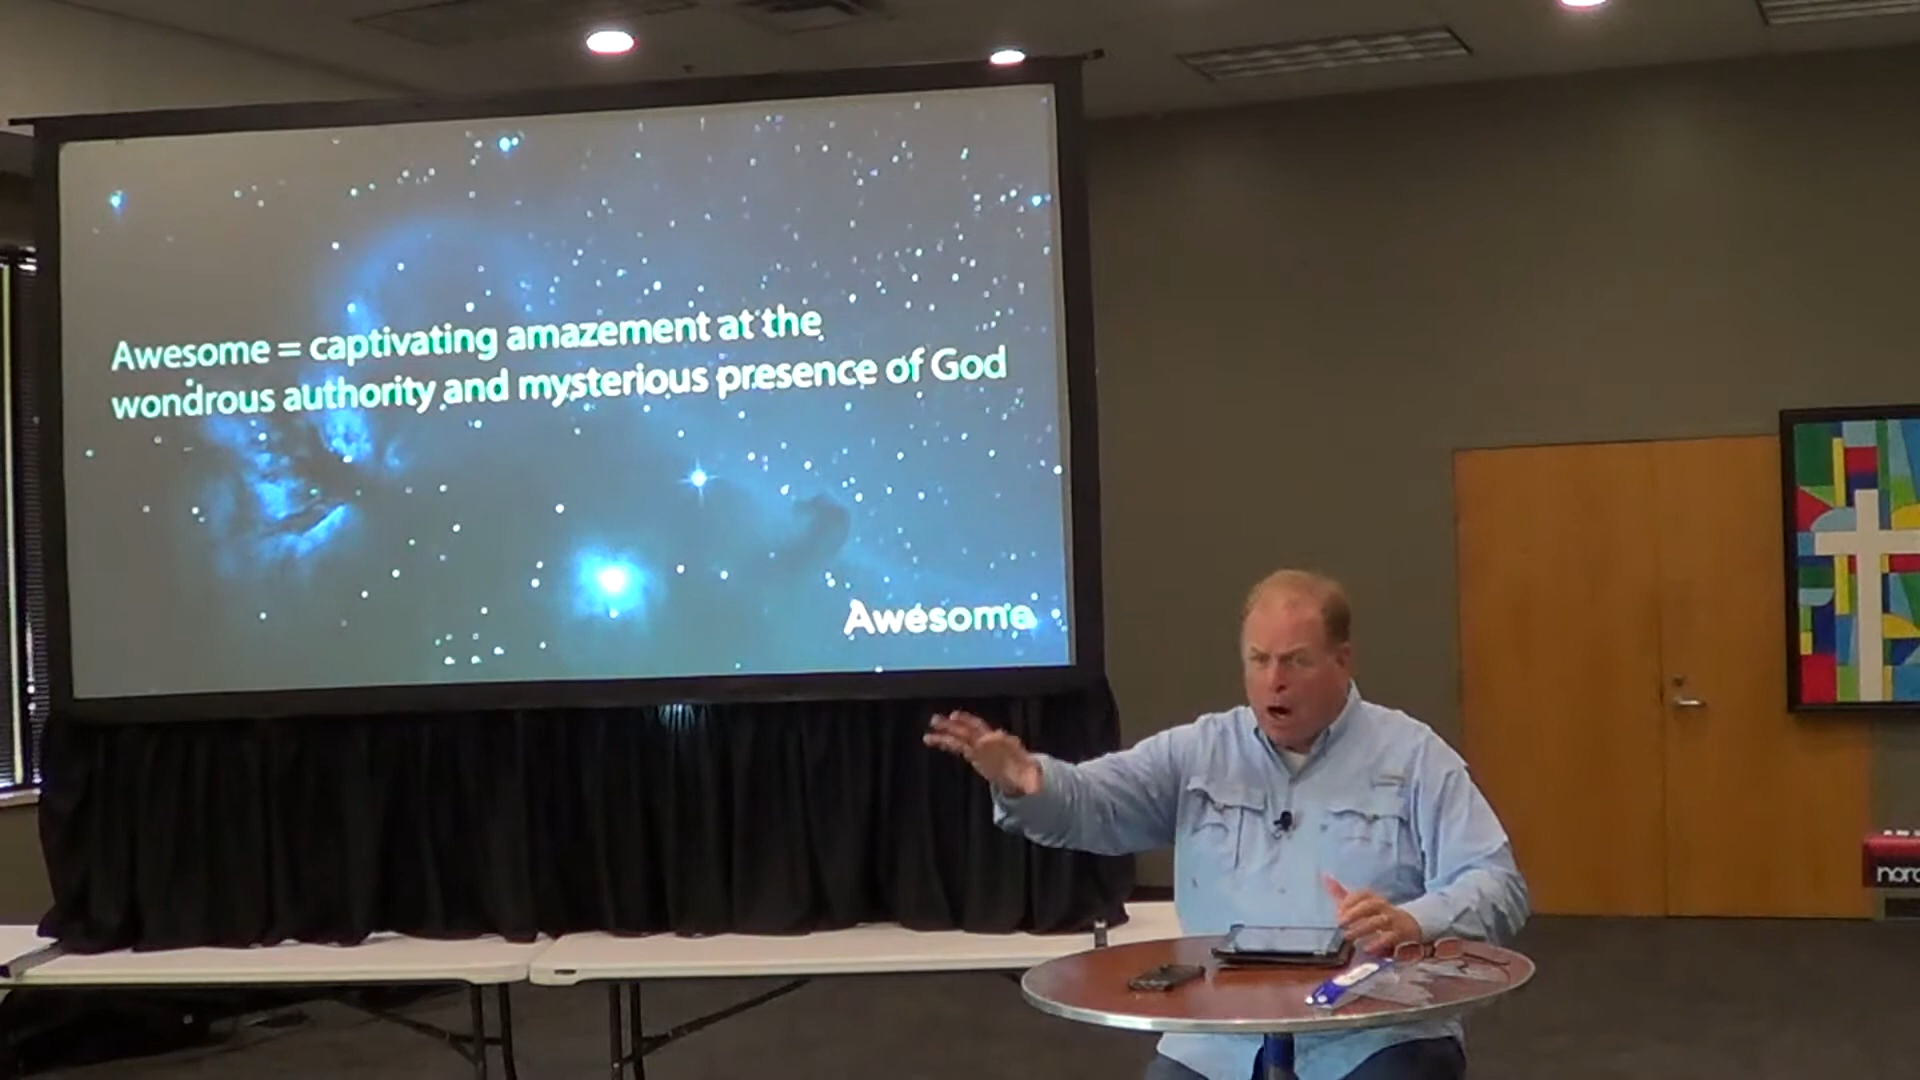 Awesome = captivating amazement at the
wondrous authority and mysterious presence of God
Awesome